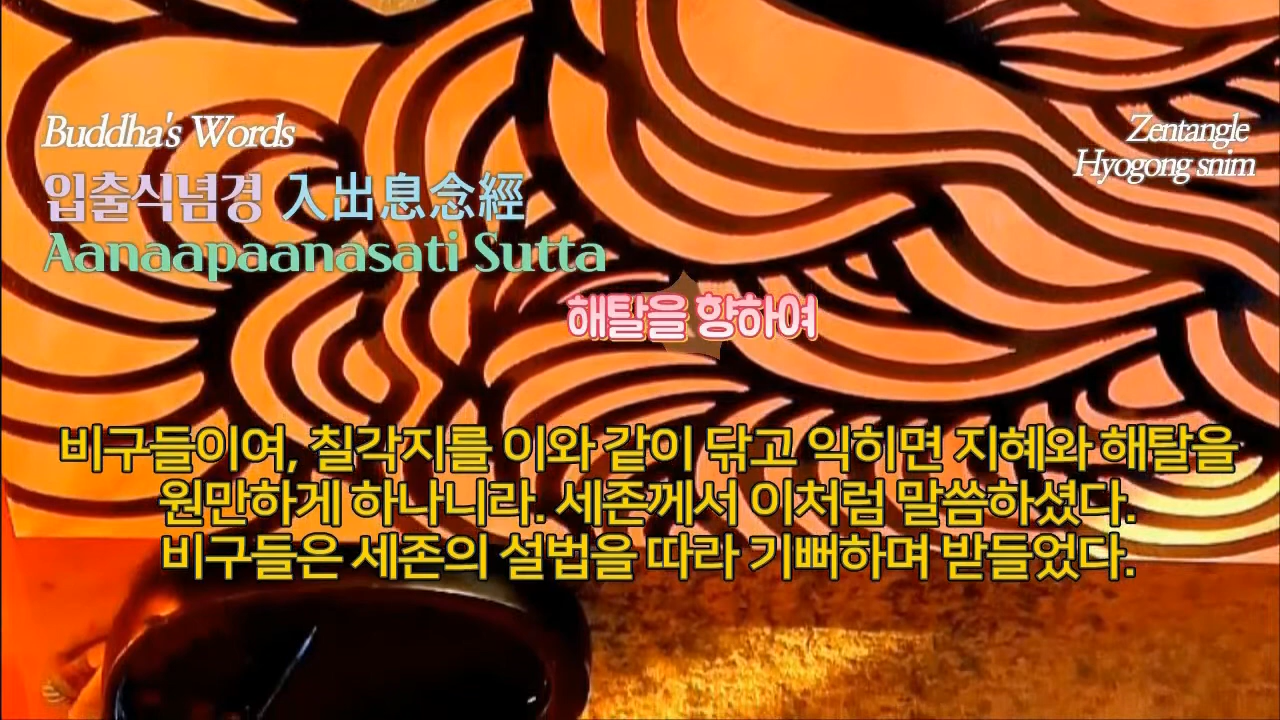 Buddha's Words
Zentangle
Hyogong snim
입출식념경 入出息念經
Aanaapaanasati Sutta
해탈을 향하여
비구들이여, 칠각지를 이와 같이 닦고 익히면 지혜와 해탈을
원만하게 하나니라. 세존께서 이처럼 말씀하셨다.
비구들은 세존의 설법을 따라 기뻐하며 받들었다.